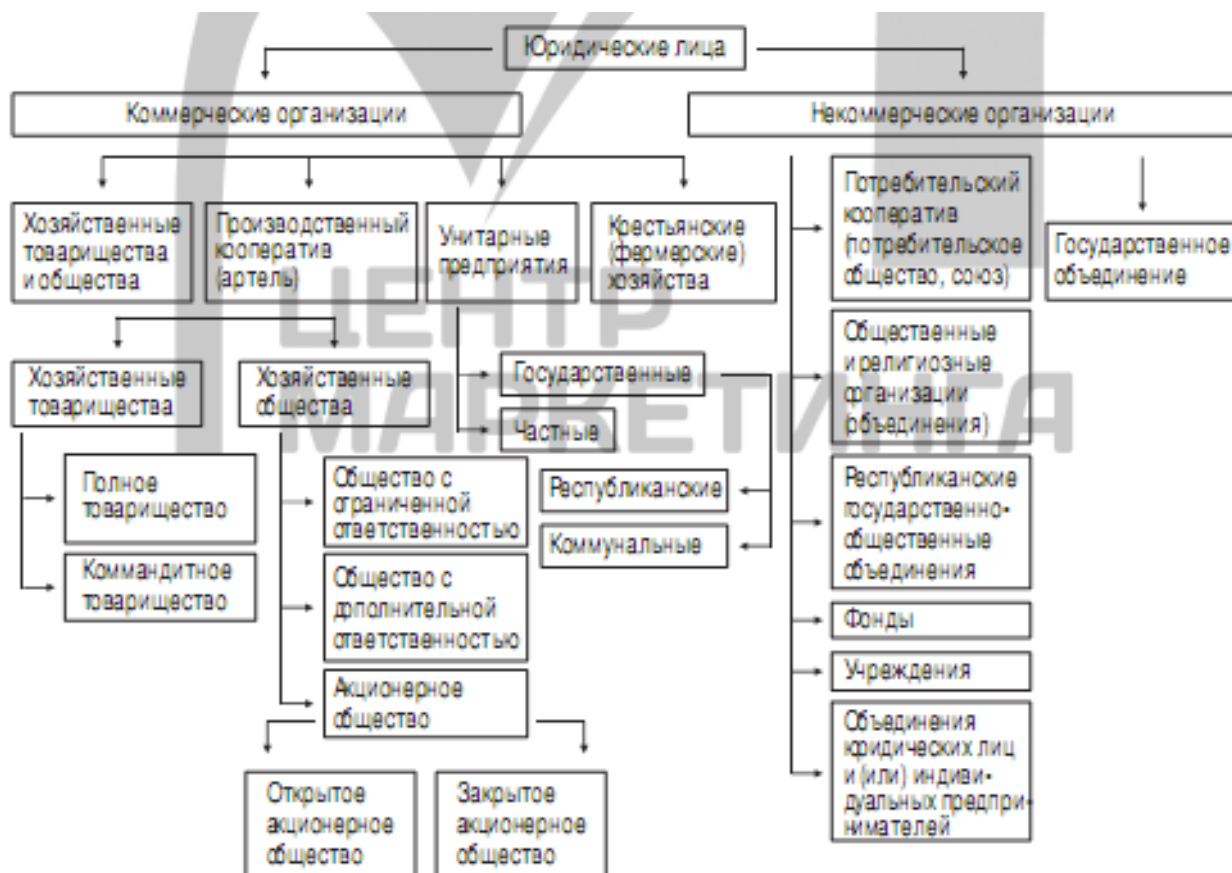 Юридические лица
Коммерческие организации
Некоммерческие организации
Хозяйственные
товарищества
и общества
Производственный
кооператив
(артель)
Унитарные
предприятия
Крестьянские
(фермерские)
хозяйства
Потребительский
кооператив
(потребительское
общество, союз)
Государственное
объединение
ЦЕНТР
МАРКЕТИНГА
Хозяйственные
товарищества
Хозяйственные
общества
Государственные
Частные
Общественные
и религиозные
организации
(объединения)
Полное
товарищество
Коммандитное
товарищество
Общество с
ограниченной
ответственностью
Общество с
дополнительной
ответственностью
Акционерное
общество
Республиканские
Коммунальные
Республиканские
государственно-
общественные
объединения
Фонды
Учреждения
Объединения
юридических лиц
и (или) индиви-
дуальных предпри-
нимателей
Открытое
акционерное
общество
Закрытое
акционерное
общество